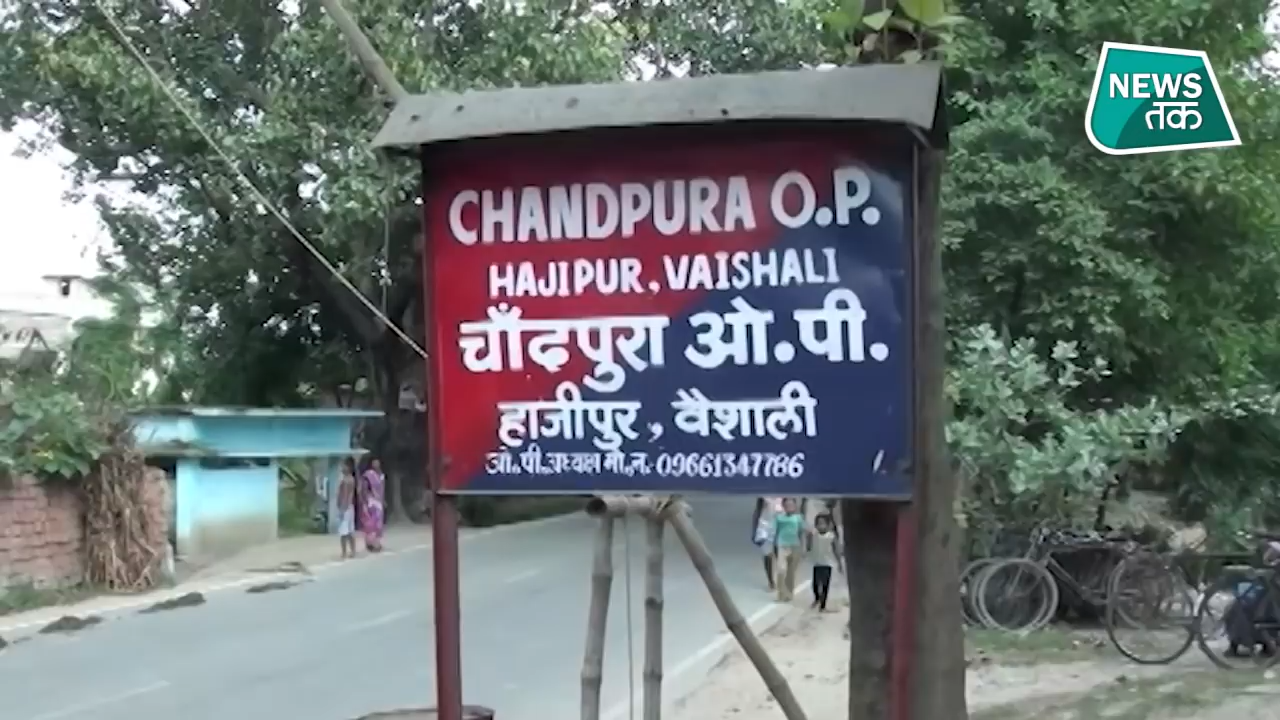 NEWS
तक
CHANDPURA O.P.
HAJIPUR, VAISHALI
चाँदपुरा ओ.पी.
हाजीपुर, वैशाली
ओ.पी.अध्यक्ष मो.न. 09661347786